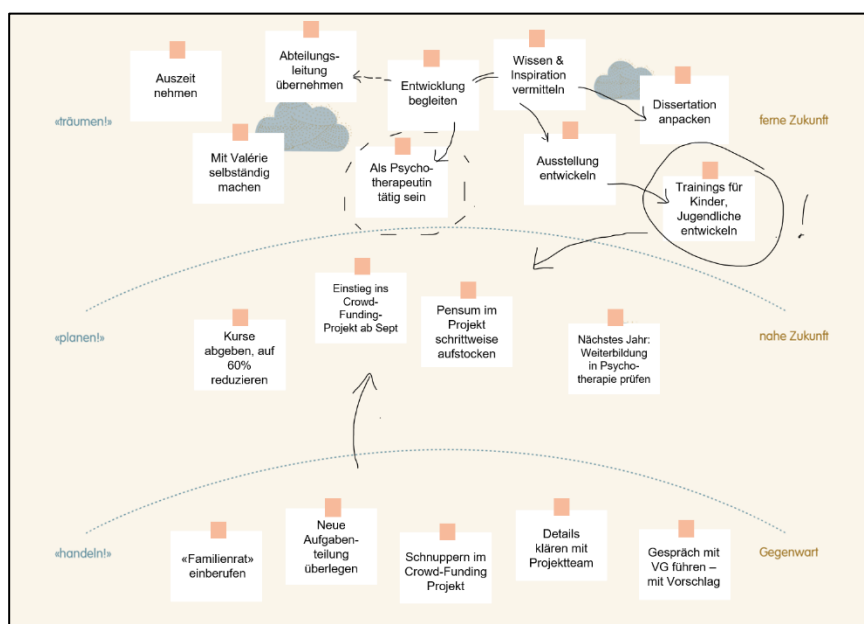 Auszeit
nehmen
Abteilungs-
leitung
übernehmen
Entwicklung
begleiten
Wissen &
Inspiration
vermitteln
Dissertation
anpacken
«träumen!»
ferne Zukunft
Mit Valérie
selbständig
machen
Als Psycho-
therapeutin
tätig sein
Ausstellung
entwickeln
Trainings für
Kinder,
Jugendliche
entwickeln
!
«planen!»
nahe Zukunft
Kurse
abgeben, auf
60%
reduzieren
Einstieg ins
Crowd-
Funding-
Projekt ab Sept
Pensum im
Projekt
schrittweise
aufstocken
Nächstes Jahr:
Weiterbildung
in Psycho-
therapie prüfen
«handeln!»
Gegenwart
«Familienrat»
einberufen
Neue
Aufgaben-
teilung
überlegen
Schnuppern im
Crowd-Funding
Projekt
Details
klären mit
Projektteam
Gespräch mit
VG führen –
mit Vorschlag